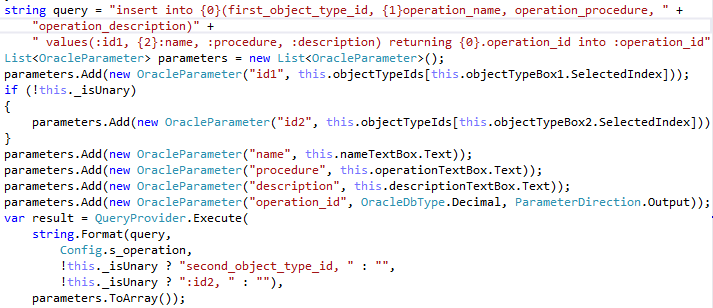 string query = "insert into {0}(first_object_type_id, {1}operation_name, operation_procedure, " +
"operation_description)" +
" values(:id1, {2}:name, :procedure, :description) returning {0}.operation_id into :operation_id"
List<OracleParameter> parameters = new List<OracleParameter>();
parameters.Add(new OracleParameter("id1", this.objectTypeIds[this.objectTypeBox1.SelectedIndex]));
if (!this._isUnary)
{
parameters.Add(new OracleParameter("id2", this.objectTypeIds[this.objectTypeBox2.SelectedIndex]))
}
parameters.Add(new OracleParameter("name", this.nameTextBox.Text));
parameters.Add(new OracleParameter("procedure", this.operationTextBox.Text));
parameters.Add(new OracleParameter("description", this.descriptionTextBox.Text));
parameters.Add(new OracleParameter("operation_id", OracleDbType.Decimal, ParameterDirection.Output));
var result = QueryProvider.Execute(
string.Format(query,
Config.s_operation,
!this._isUnary ? "second_object_type_id, " : "",
!this._isUnary ? ":id2, " : ""),
parameters.ToArray());